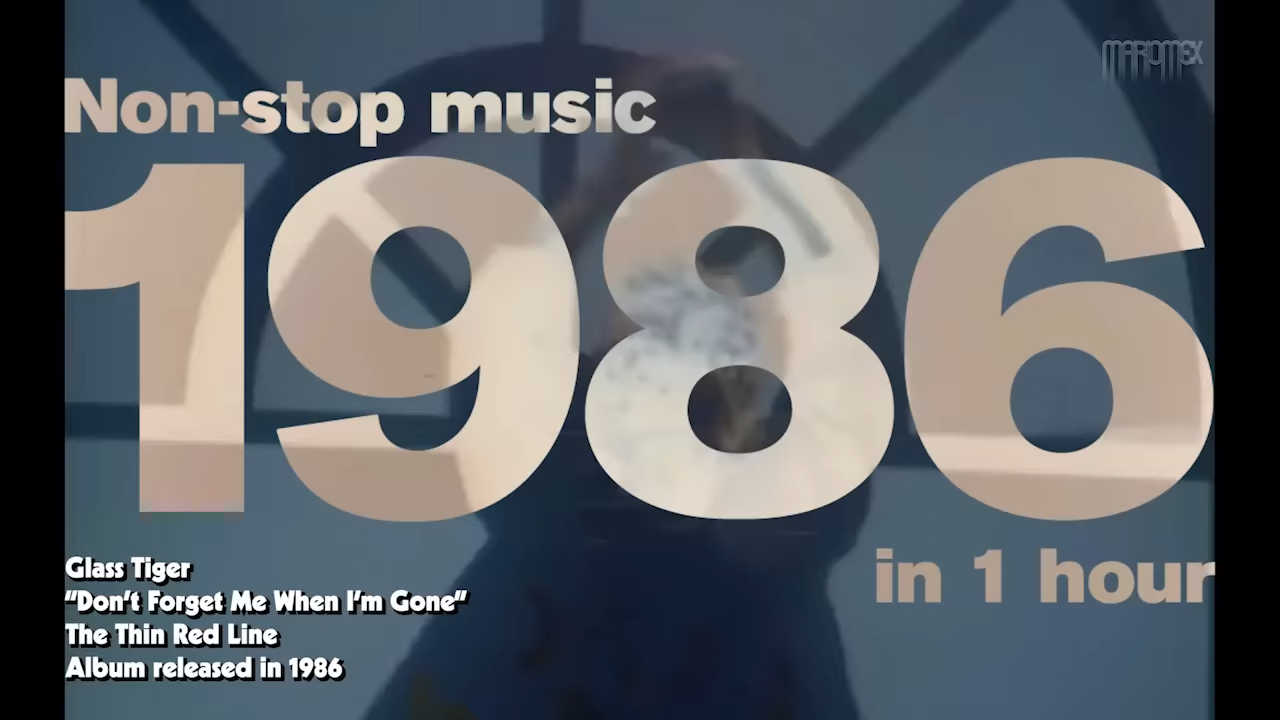 MARIOMEX
Non-stop music
1986
in 1 hour
Glass Tiger
"Don't Forget Me When I'm Gone"
The Thin Red Line
Album released in 1986